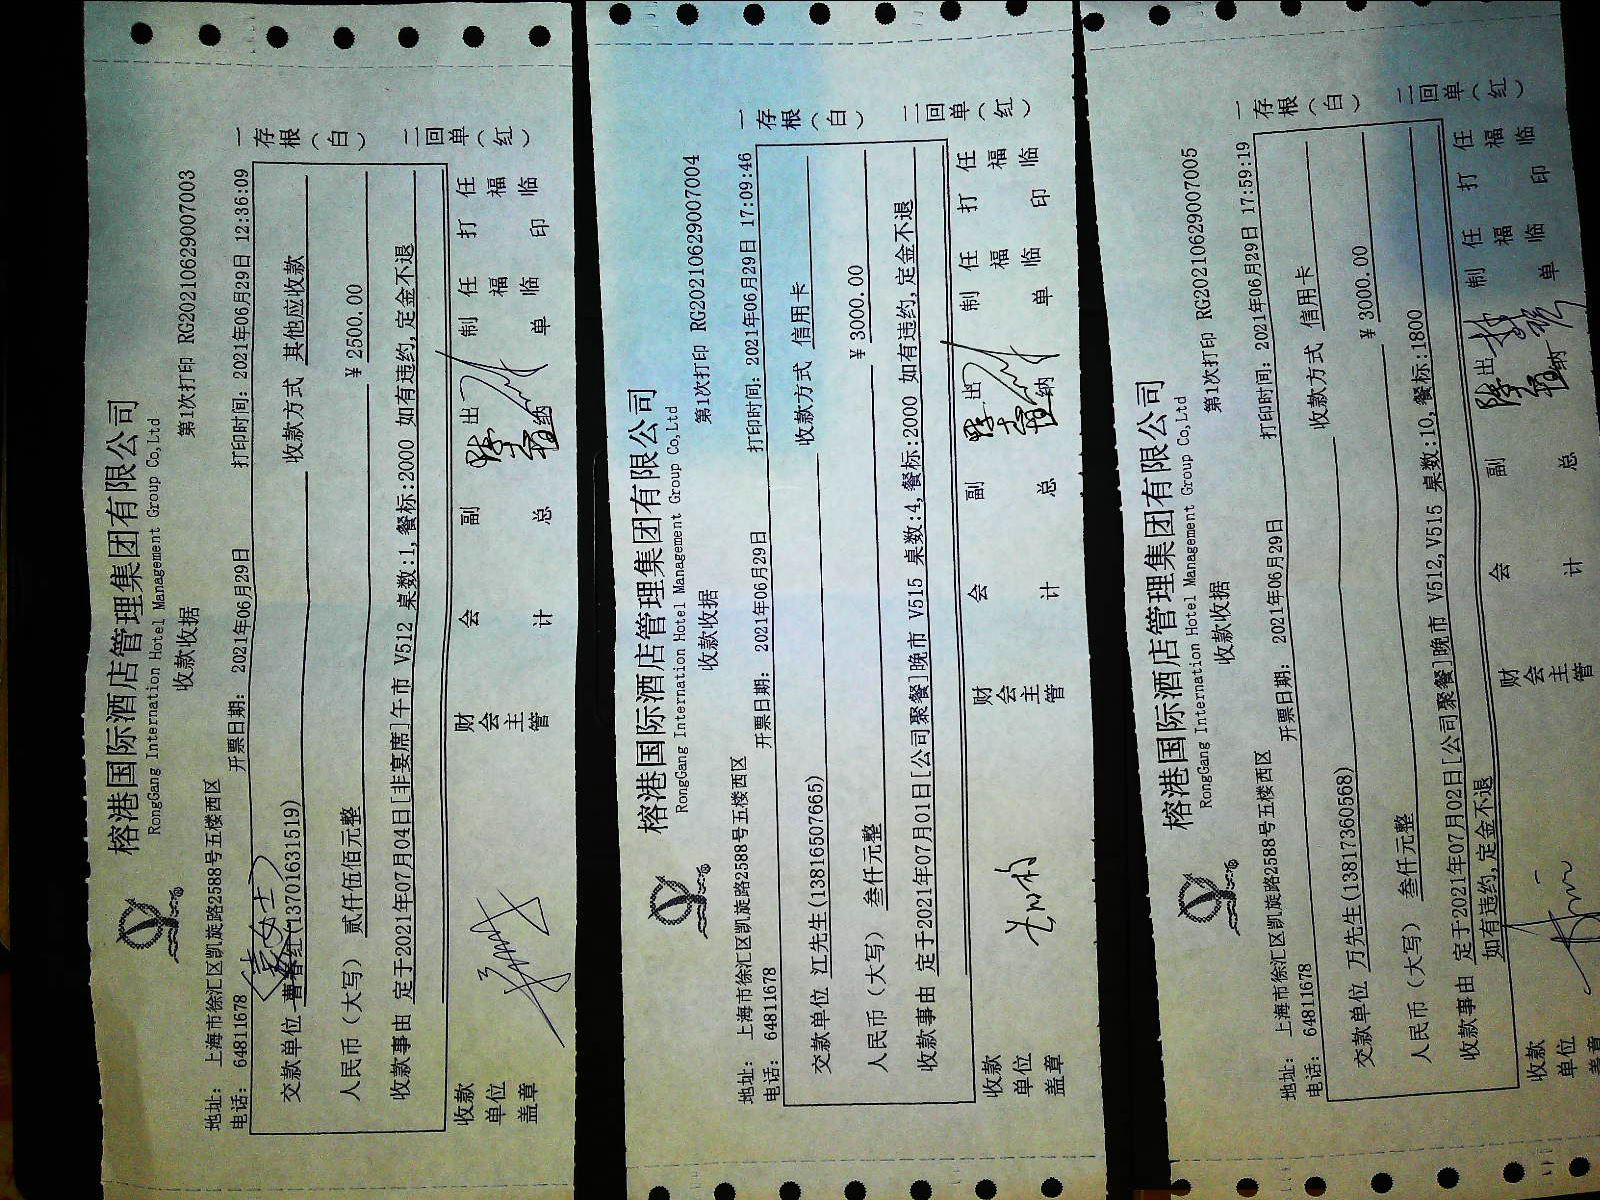 榕港国际酒店管理集团有限公司
RongGang Internation Hotel Management Group Co,Ltd
收款收据
第1次打印 RG20210629007003
地址: 上海市徐汇区凯旋路2588号五楼西区
电话: 64811678
开票日期: 2021年06月29日
打印时间: 2021年06月29日 12:36:09
交款单位 曹春红(13701631519)
收款方式 其他应收款
人民币(大写) 贰仟伍佰元整
¥ 2500.00
收款事由 定于2021年07月04日[非宴席]午市 V512 桌数:1,餐标:2000 如有违约,定金不退
一存根(白) 二回单(红)
收款单位盖章
财会主管
会计
副总
出纳
制单
任福临
打印
任福临
榕港国际酒店管理集团有限公司
RongGang Internation Hotel Management Group Co,Ltd
收款收据
第1次打印 RG20210629007004
地址: 上海市徐汇区凯旋路2588号五楼西区
电话: 64811678
开票日期: 2021年06月29日
打印时间: 2021年06月29日 17:09:46
交款单位 江先生(13816507665)
收款方式 信用卡
人民币(大写) 叁仟元整
¥ 3000.00
收款事由 定于2021年07月01日[公司聚餐]晚市 V515 桌数:4,餐标:2000 如有违约,定金不退
一存根(白) 二回单(红)
收款单位盖章
财会主管
会计
副总
出纳
制单
任福临
打印
任福临
榕港国际酒店管理集团有限公司
RongGang Internation Hotel Management Group Co,Ltd
收款收据
第1次打印 RG20210629007005
地址: 上海市徐汇区凯旋路2588号五楼西区
电话: 64811678
开票日期: 2021年06月29日
打印时间: 2021年06月29日 17:59:19
交款单位 万先生(13817360568)
收款方式 信用卡
人民币(大写) 叁仟元整
¥ 3000.00
收款事由 定于2021年07月02日[公司聚餐]晚市 V512,V515 桌数:10,餐标:1800
如有违约,定金不退
一存根(白) 二回单(红)
收款单位盖章
财会主管
会计
副总
出纳
制单
任福临
打印
任福临